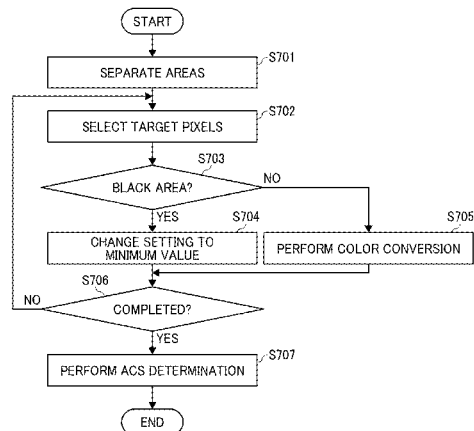 START
S701
SEPARATE AREAS
S702
SELECT TARGET PIXELS
S703
BLACK AREA?
NO
YES
S704
CHANGE SETTING TO
MINIMUM VALUE
S705
PERFORM COLOR CONVERSION
S706
NO
COMPLETED?
YES
S707
PERFORM ACS DETERMINATION
END